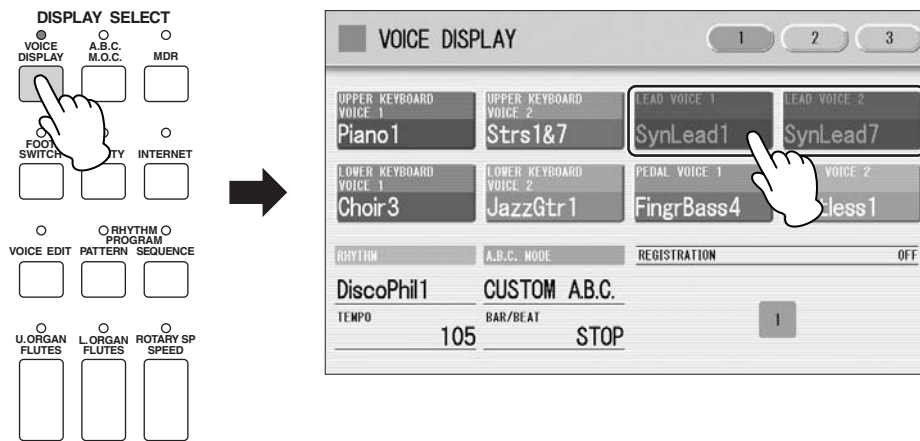 DISPLAY SELECT
VOICE DISPLAY
A.B.C. M.O.C.
MDR
FOOT SWITCH
INTERNET
RHYTHM PROGRAM
VOICE EDIT
PATTERN
SEQUENCE
U.ORGAN FLUTES
L.ORGAN FLUTES
ROTARY SP SPEED
VOICE DISPLAY
1 2 3
UPPER KEYBOARD VOICE 1
Piano1
UPPER KEYBOARD VOICE 2
Strs1&7
LEAD VOICE 1
SynLead1
LEAD VOICE 2
SynLead7
LOWER KEYBOARD VOICE 1
Choir3
LOWER KEYBOARD VOICE 2
JazzGtr1
PEDAL VOICE 1
FingrBass4
VOICE 2
RHYTHM
DiscoPhil1
A.B.C. MODE
CUSTOM A.B.C.
REGISTRATION OFF
TEMPO
105
BAR/BEAT
STOP
1